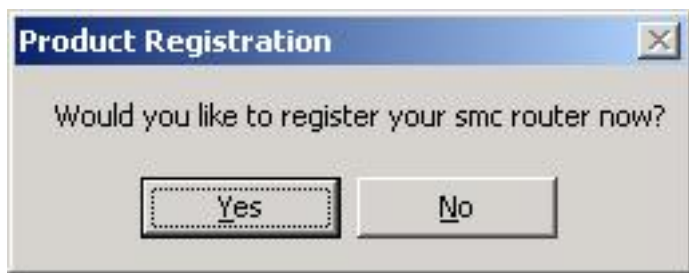 Product Registration
Would you like to register your smc router now?
Yes
No